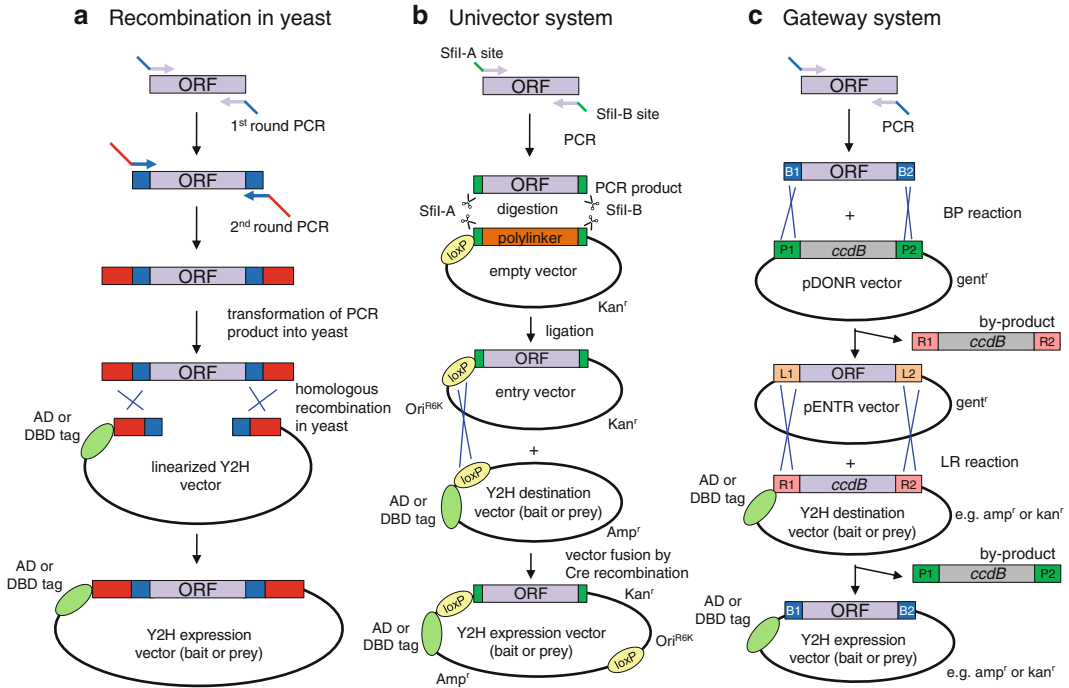 a Recombination in yeast
ORF
1st round PCR
ORF
2nd round PCR
ORF
transformation of PCR
product into yeast
ORF
homologous
recombination
in yeast
AD or
DBD tag
linearized Y2H
vector
AD or
DBD tag
ORF
Y2H expression
vector (bait or prey)
b Univector system
SfiI-A site
ORF
SfiI-B site
PCR
ORF
PCR product
SfiI-A
digestion
SfiI-B
loxP
polylinker
empty vector
Kanr
ligation
loxP
ORF
OriR6K
entry vector
Kanr
+
loxP
AD or
DBD tag
Y2H destination
vector (bait or prey)
Ampr
vector fusion by
Cre recombination
loxP
ORF
Kanr
AD or
DBD tag
Y2H expression vector
(bait or prey)
OriR6K
loxP
Ampr
c Gateway system
ORF
PCR
B1 ORF B2
+
BP reaction
P1 ccdB P2
pDONR vector
gentr
by-product
R1 ccdB R2
L1 ORF L2
pENTR vector
gentr
+
LR reaction
R1 ccdB R2
AD or
DBD tag
Y2H destination
vector (bait or prey)
e.g. ampr or kanr
by-product
P1 ccdB P2
AD or
DBD tag
B1 ORF B2
Y2H expression
vector (bait or prey)
e.g. ampr or kanr